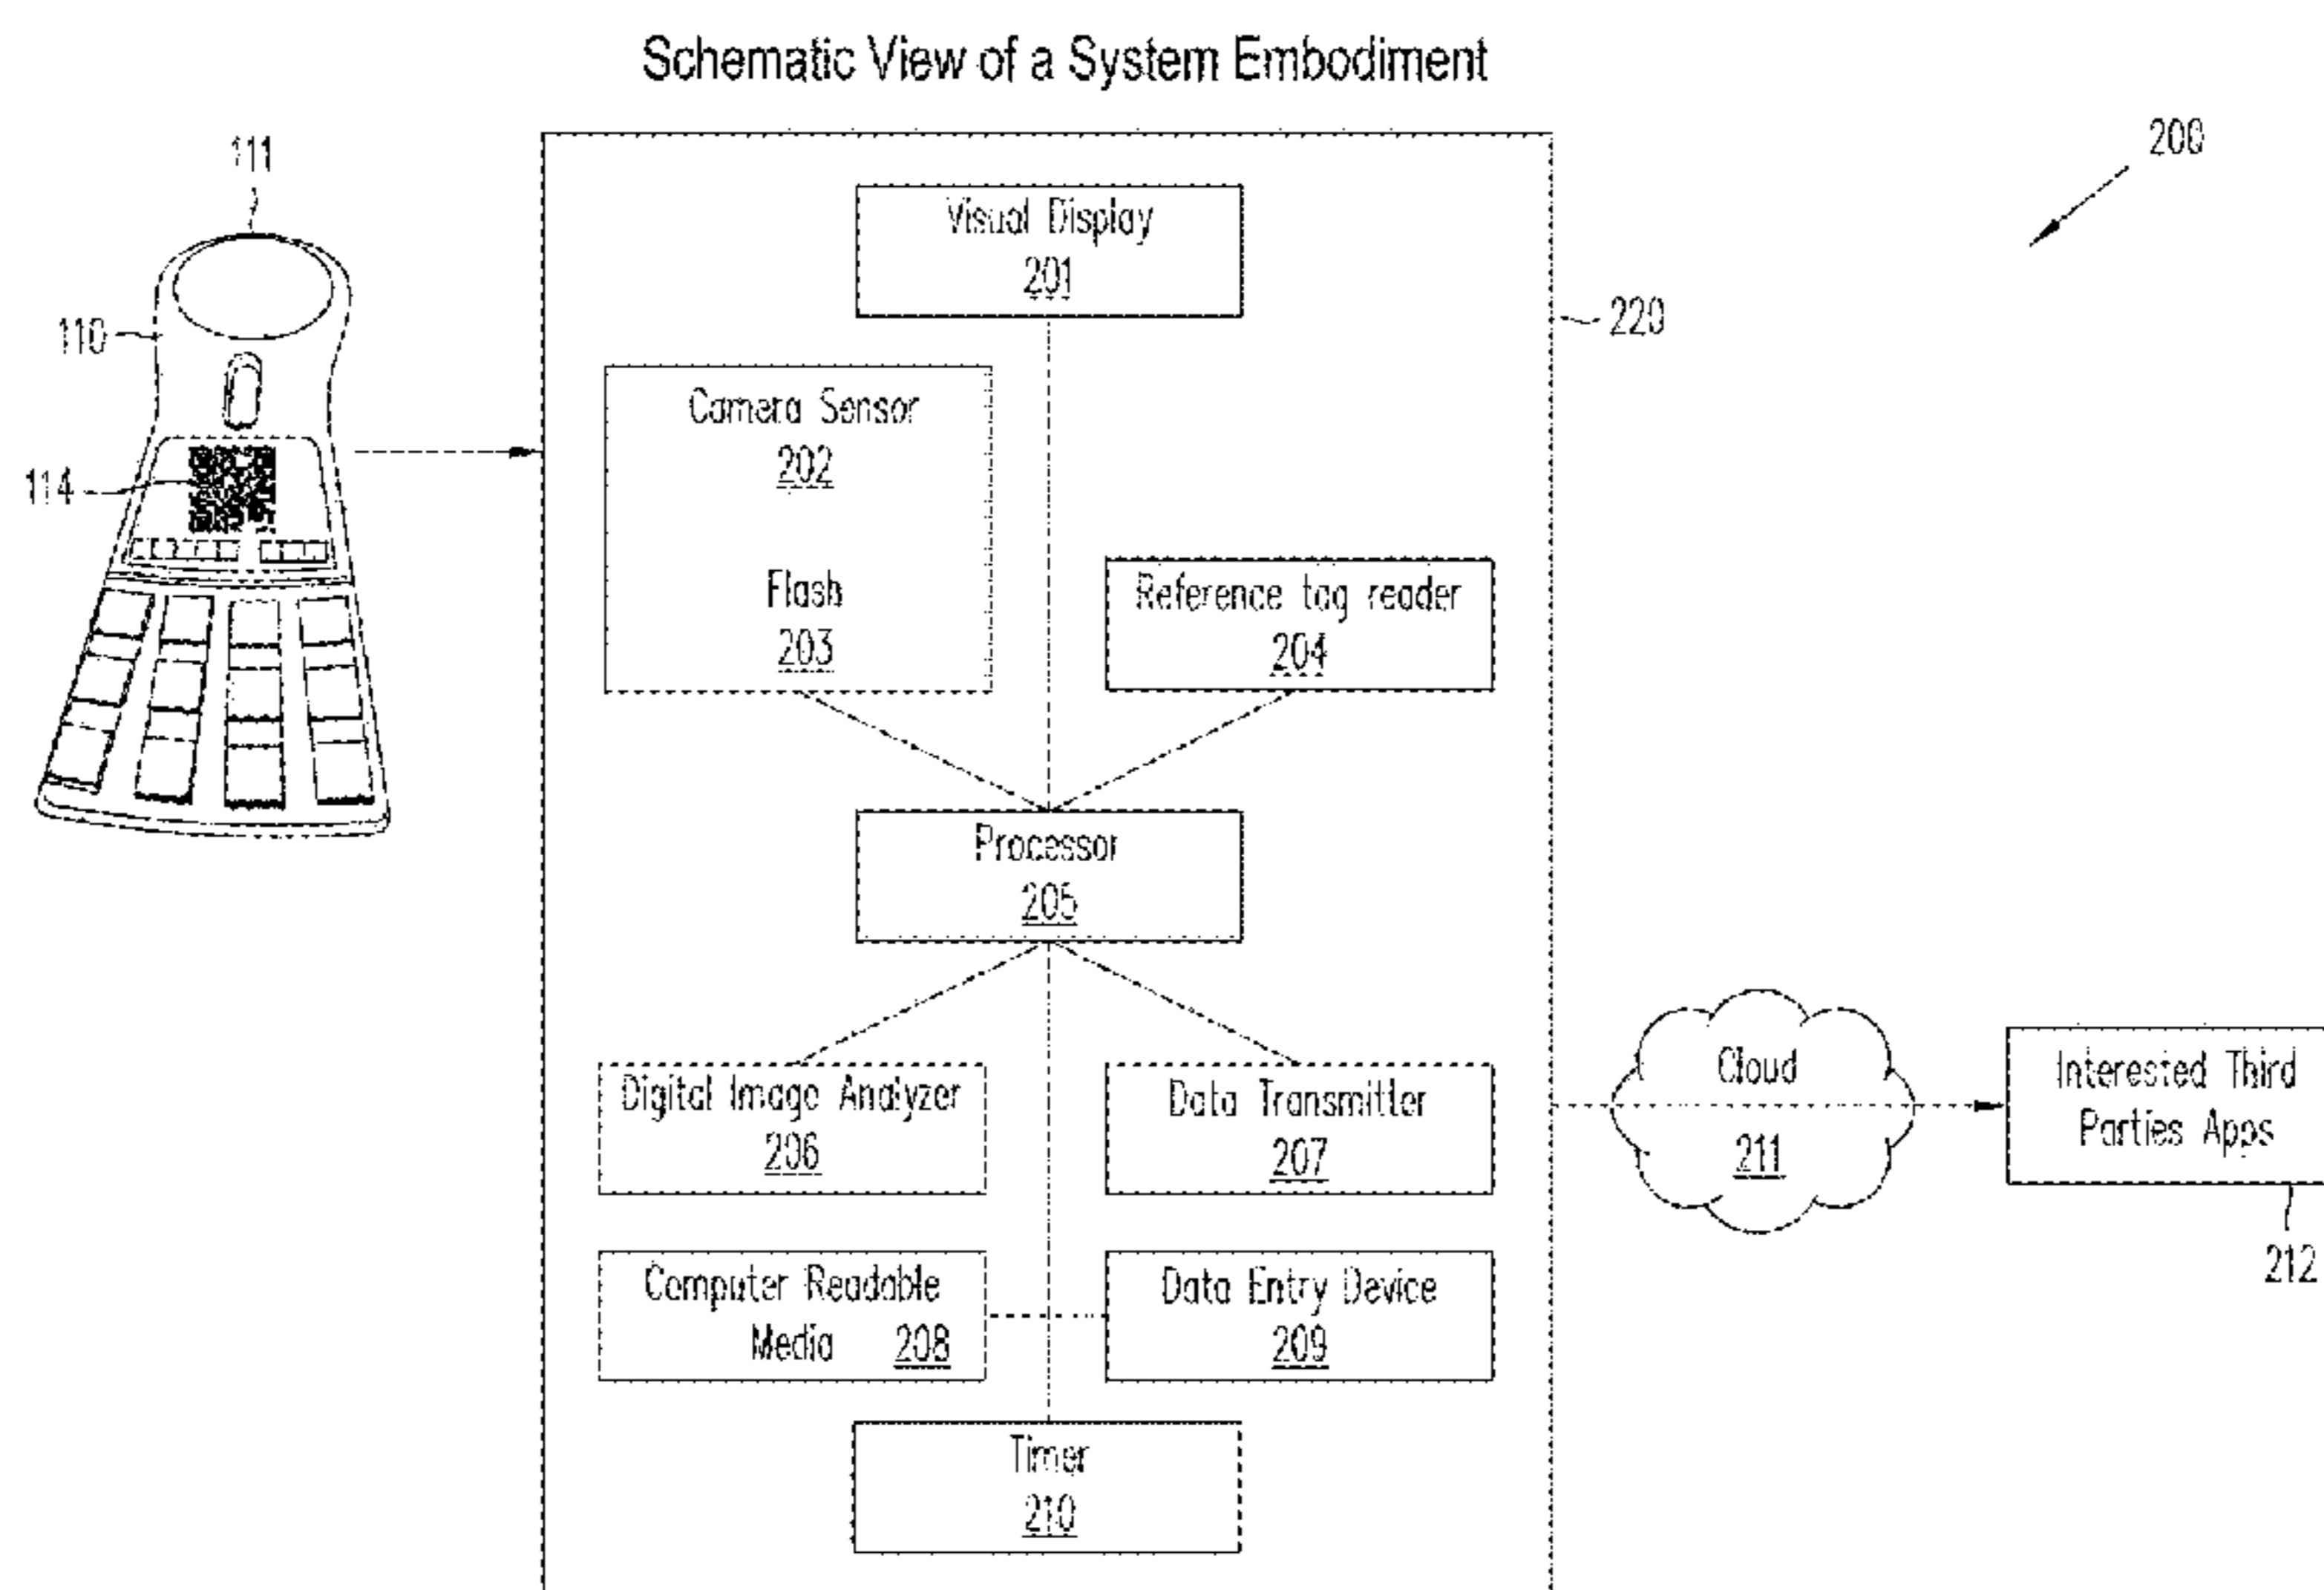 Schematic View of a System Embodiment
200
111
110
114
220
Visual Display
201
Camera Sensor
202
Flash
203
Reference tag reader
204
Processor
205
Digital Image Analyzer
206
Data Transmitter
207
Cloud
211
Interested Third
Parties Apps
212
Computer Readable
Media 208
Data Entry Device
209
Timer
210